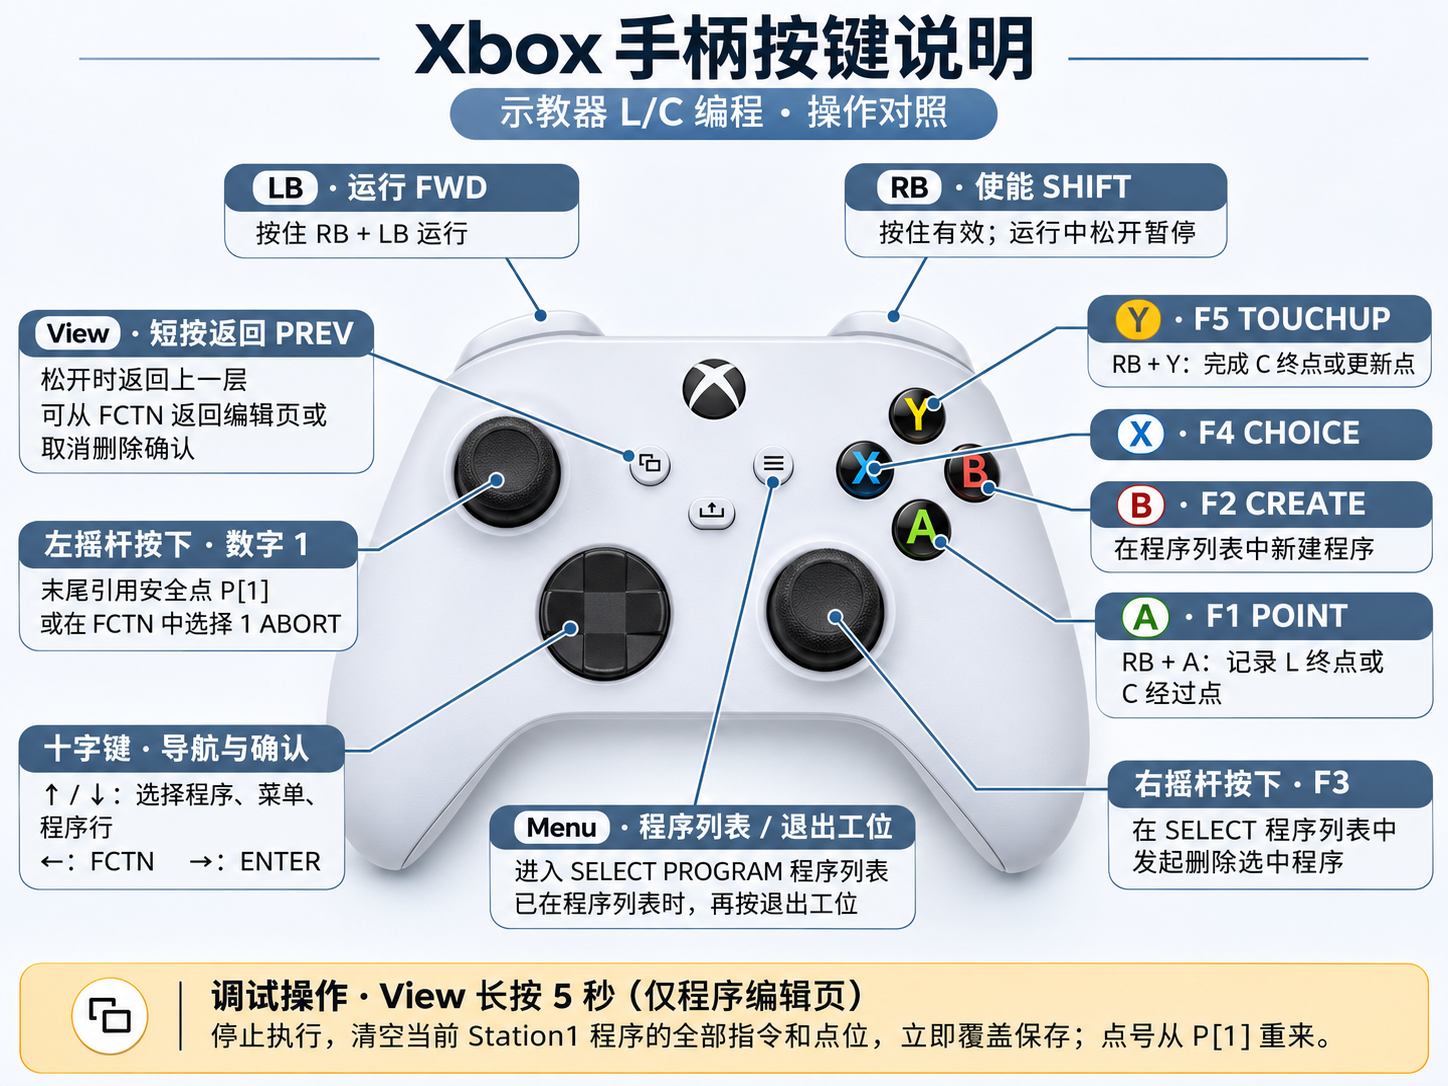 Xbox 手柄按键说明
示教器 L/C 编程 · 操作对照
LB · 运行 FWD
按住 RB + LB 运行
RB · 使能 SHIFT
按住有效；运行中松开暂停
View · 短按返回 PREV
松开时返回上一层
可从 FCTN 返回编辑页或
取消删除确认
Y · F5 TOUCHUP
RB + Y：完成 C 终点或更新点
X · F4 CHOICE
B · F2 CREATE
在程序列表中新建程序
A · F1 POINT
RB + A：记录 L 终点或
C 经过点
左摇杆按下 · 数字 1
末尾引用安全点 P[1]
或在 FCTN 中选择 1 ABORT
十字键 · 导航与确认
↑ / ↓：选择程序、菜单、
程序行
←：FCTN →：ENTER
Menu · 程序列表 / 退出工位
进入 SELECT PROGRAM 程序列表
已在程序列表时，再按退出工位
右摇杆按下 · F3
在 SELECT 程序列表中
发起删除选中程序
Y
X
B
A
调试操作 · View 长按 5 秒（仅程序编辑页）
停止执行，清空当前 Station1 程序的全部指令和点位，立即覆盖保存；点号从 P[1] 重来。